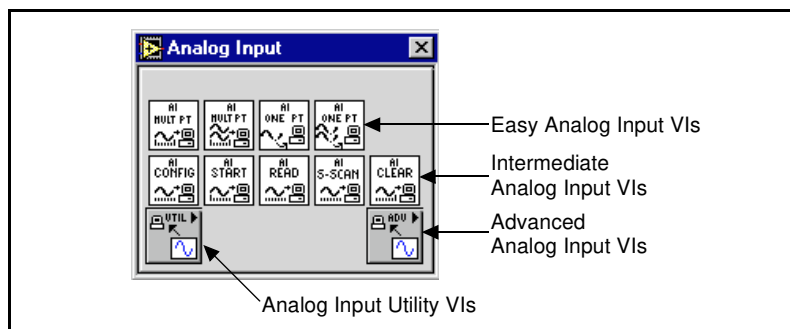 Analog Input
AI MULT PT AI MULT PT AI ONE PT AI ONE PT
Easy Analog Input VIs
AI CONFIG AI START AI READ AI S-SCAN AI CLEAR
Intermediate
Analog Input VIs
UTIL ADV
Advanced
Analog Input VIs
Analog Input Utility VIs